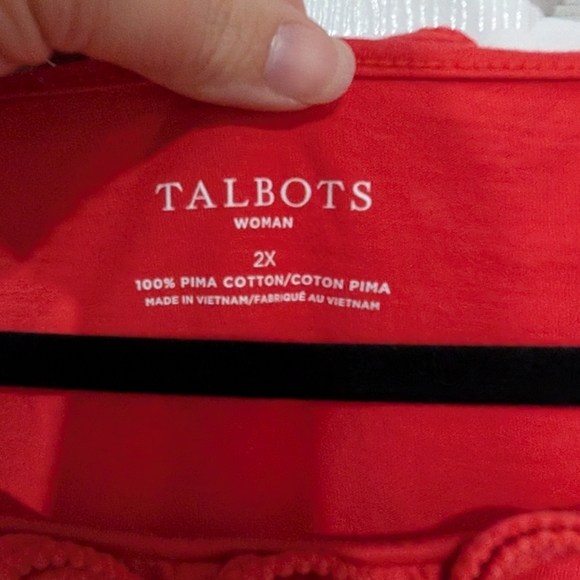 TALBOTS
WOMAN
2X
100% PIMA COTTON/COTON PIMA
MADE IN VIETNAM/FABRIQUÉ AU VIETNAM